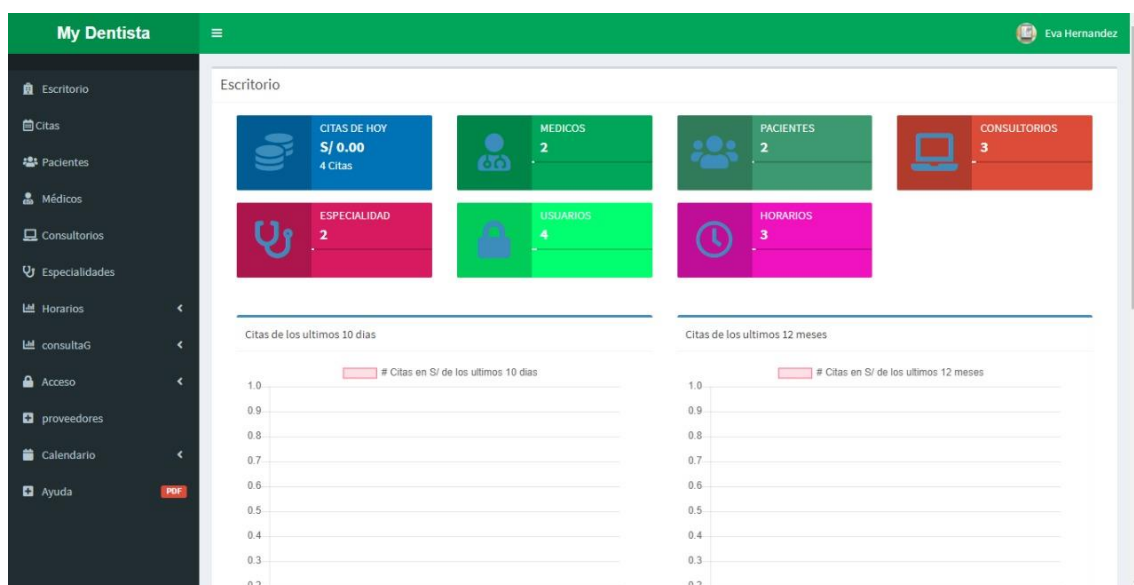 My Dentista
Eva Hernandez
Escritorio
Citas
Pacientes
Médicos
Consultorios
Especialidades
Horarios
consultaG
Acceso
proveedores
Calendario
Ayuda PDF
Escritorio
CITAS DE HOY
S/ 0.00
4 Citas
MEDICOS
2
PACIENTES
2
CONSULTORIOS
3
ESPECIALIDAD
2
USUARIOS
4
HORARIOS
3
Citas de los ultimos 10 dias
# Citas en S/ de los ultimos 10 dias
1.0
0.9
0.8
0.7
0.6
0.5
0.4
0.3
0.2
Citas de los ultimos 12 meses
# Citas en S/ de los ultimos 12 meses
1.0
0.9
0.8
0.7
0.6
0.5
0.4
0.3
0.2